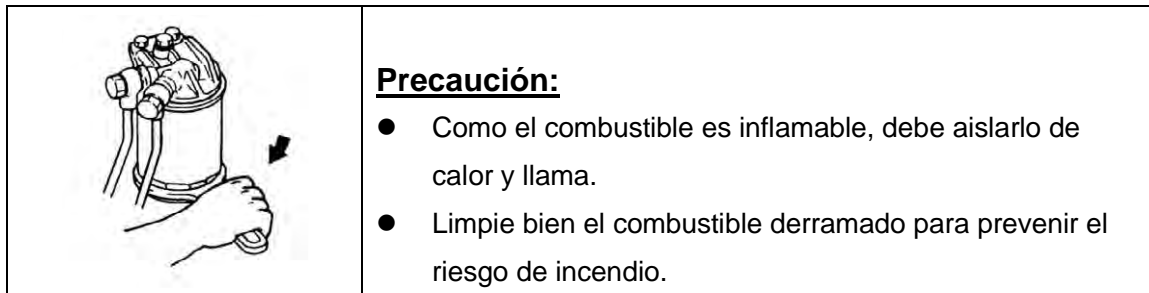 Precaución:
● Como el combustible es inflamable, debe aislarlo de
calor y llama.
● Limpie bien el combustible derramado para prevenir el
riesgo de incendio.